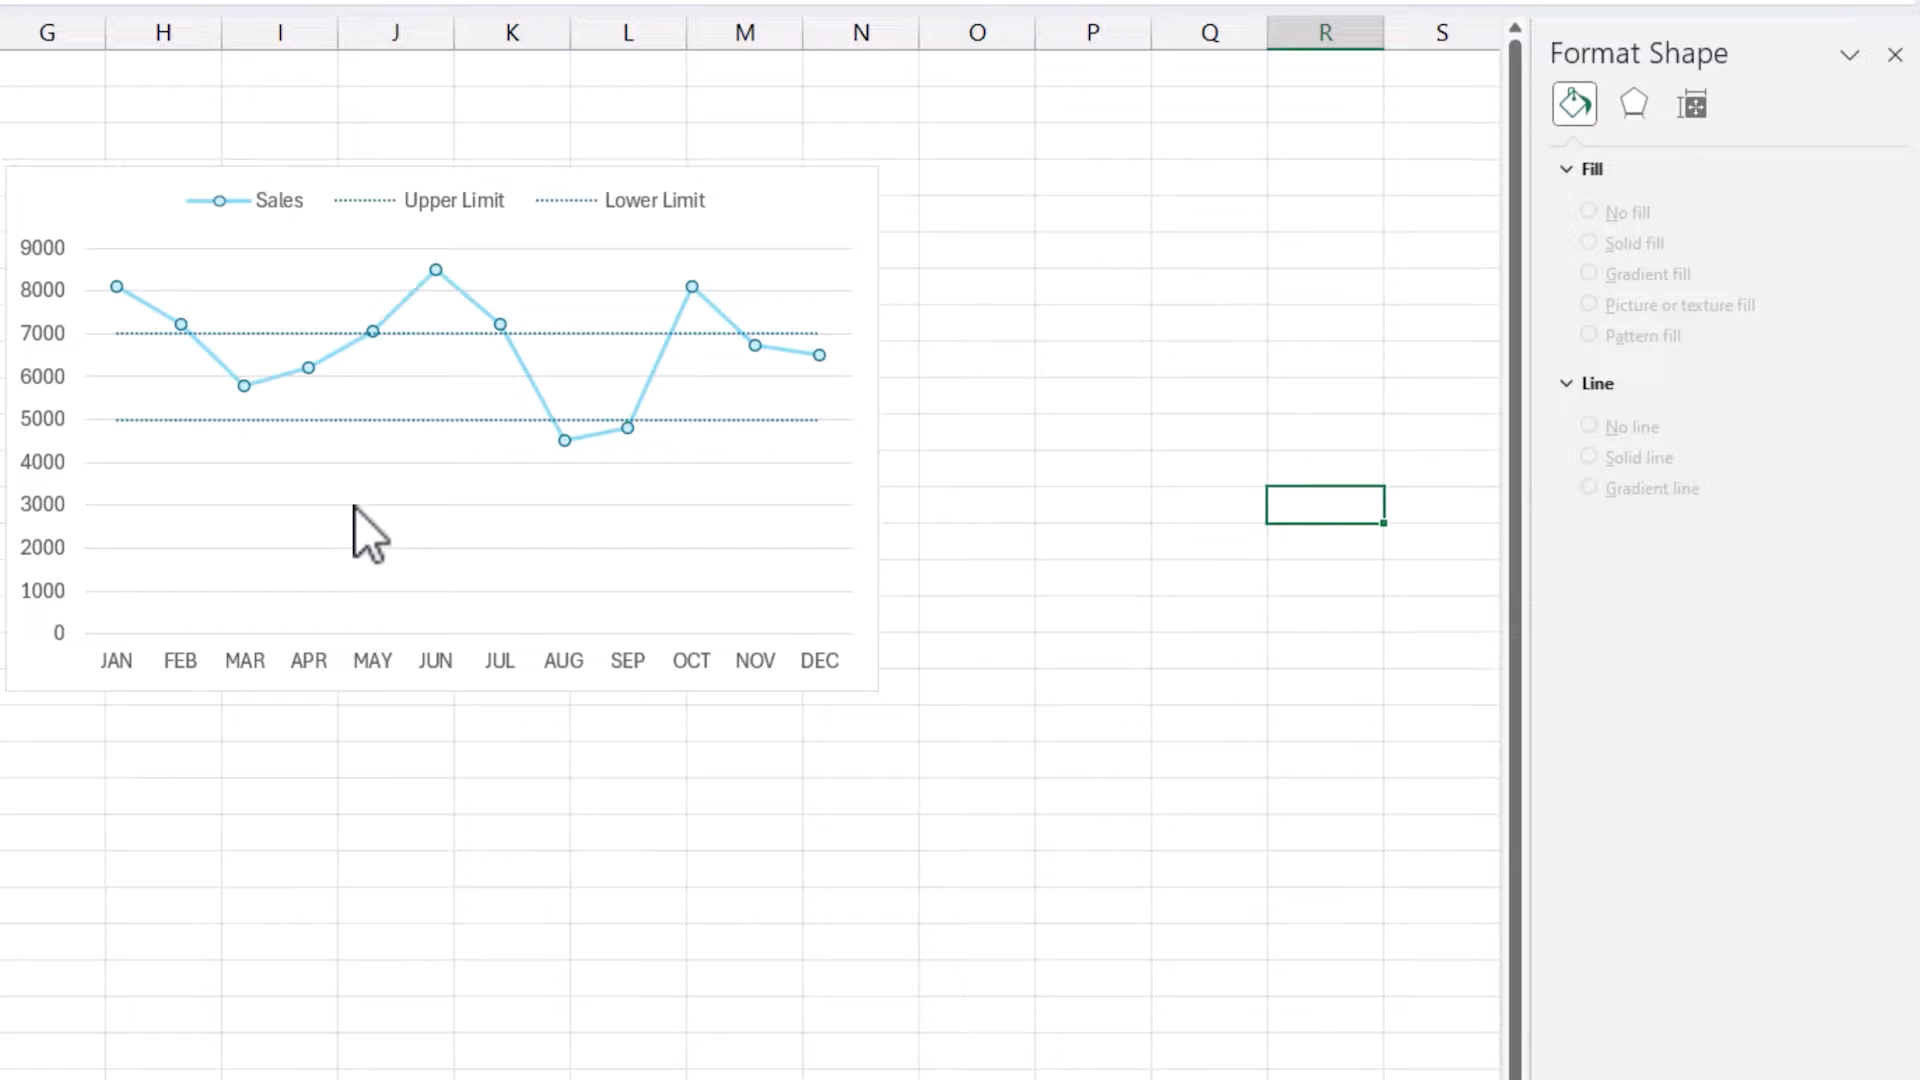 G H I J K L M N O P Q R S
Format Shape
Fill
No fill
Solid fill
Gradient fill
Picture or texture fill
Pattern fill
Line
No line
Solid line
Gradient line
Sales Upper Limit Lower Limit
9000
8000
7000
6000
5000
4000
3000
2000
1000
0
JAN FEB MAR APR MAY JUN JUL AUG SEP OCT NOV DEC